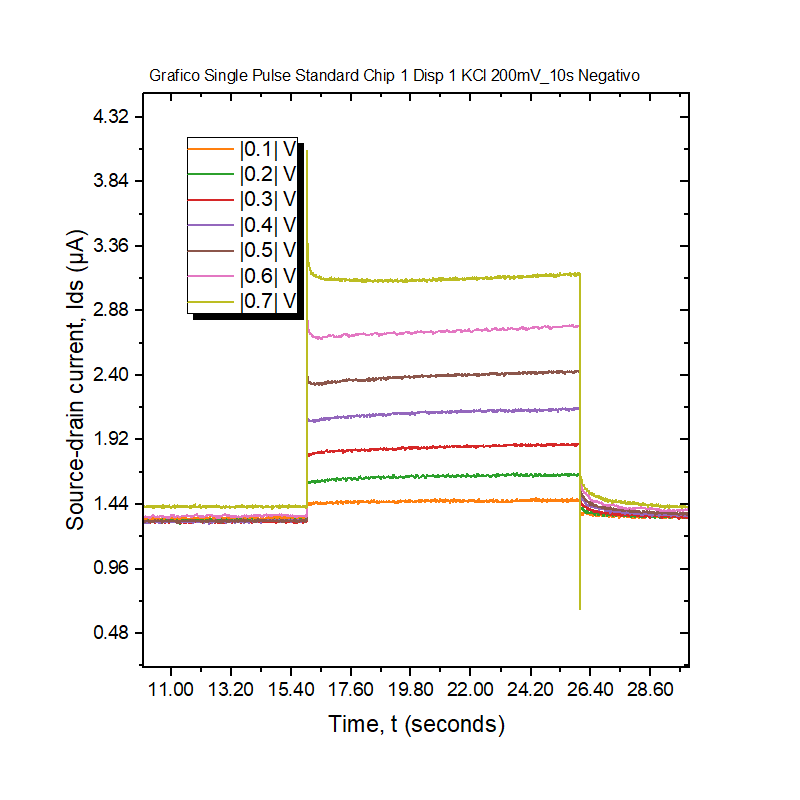 Grafico Single Pulse Standard Chip 1 Disp 1 KCl 200mV_10s Negativo
4.32
3.84
3.36
2.88
2.40
1.92
1.44
0.96
0.48
Source-drain current, Ids (μA)
|0.1| V
|0.2| V
|0.3| V
|0.4| V
|0.5| V
|0.6| V
|0.7| V
11.00 13.20 15.40 17.60 19.80 22.00 24.20 26.40 28.60
Time, t (seconds)